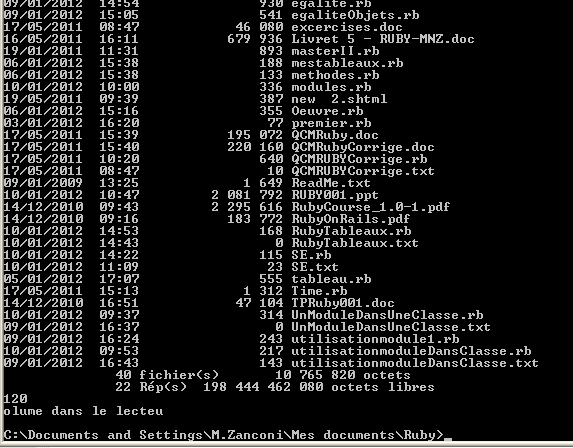 09/01/2012  14:54               930 egalite.rb
09/01/2012  15:05               541 egaliteObjets.rb
17/05/2011  08:47            46 080 excercises.doc
16/05/2011  16:11           679 936 Livret 5 - RUBY-MNZ.doc
19/01/2012  11:31               893 masterII.rb
06/01/2012  15:38               188 mestableaux.rb
06/01/2012  15:38               133 methodes.rb
10/01/2012  10:00               336 modules.rb
19/05/2011  09:39               387 new  2.shtml
06/01/2012  15:16               355 Oeuvre.rb
03/01/2012  16:20                77 premier.rb
17/05/2011  15:39           195 072 QCMRuby.doc
17/05/2011  15:40           220 160 QCMRubyCorrige.doc
17/05/2011  10:20               640 QCMRUBYCorrige.rb
17/05/2011  08:47                10 QCMRUBYCorrige.txt
09/01/2009  13:25             1 649 ReadMe.txt
10/01/2012  10:47         2 081 792 RUBY001.ppt
14/12/2010  09:43         2 295 616 RubyCourse_1.0-1.pdf
14/12/2010  09:16           183 772 RubyOnRails.pdf
10/01/2012  14:53               168 RubyTableaux.rb
10/01/2012  14:43                 0 RubyTableaux.txt
10/01/2012  14:22               115 SE.rb
10/01/2012  11:09                23 SE.txt
05/01/2012  17:07               555 tableau.rb
17/05/2011  15:13             1 312 Time.rb
14/12/2010  16:51            47 104 TPRuby001.doc
10/01/2012  09:37               314 UnModuleDansUneClasse.rb
09/01/2012  16:37                 0 UnModuleDansUneClasse.txt
09/01/2012  16:24               243 utilisationmodule1.rb
10/01/2012  09:53               217 utilisationmoduleDansClasse.rb
09/01/2012  16:43               143 utilisationmoduleDansClasse.txt
40 fichier(s)       10 765 820 octets
22 Rép(s)  198 444 462 080 octets libres
120
olume dans le lecteu
C:\Documents and Settings\M.Zanconi\Mes documents\Ruby>_